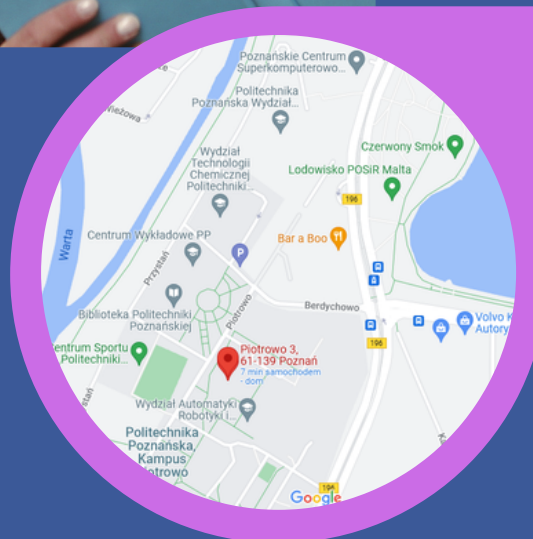 Poznańskie Centrum
Superkomputerowo...
Politechnika
Poznańska Wydział...
Wieżowa
Czerwony Smok
Wydział
Technologii
Chemicznej
Politechniki...
Lodowisko POSiR Malta
196
Centrum Wykładowe PP
P
Bar a Boo
Warta
Przystań
Berdychowo
Biblioteka Politechniki
Poznańskiej
Piotrowo
Volvo
Autory
196
entrum Sportu
Politechniki...
Piotrowo 3,
61-139 Poznań
7 min samochodem
- dom
stań
Wydział Automatyki
Robotyki i...
Politechnika
Poznańska,
Kampus
otrowo
196
Google